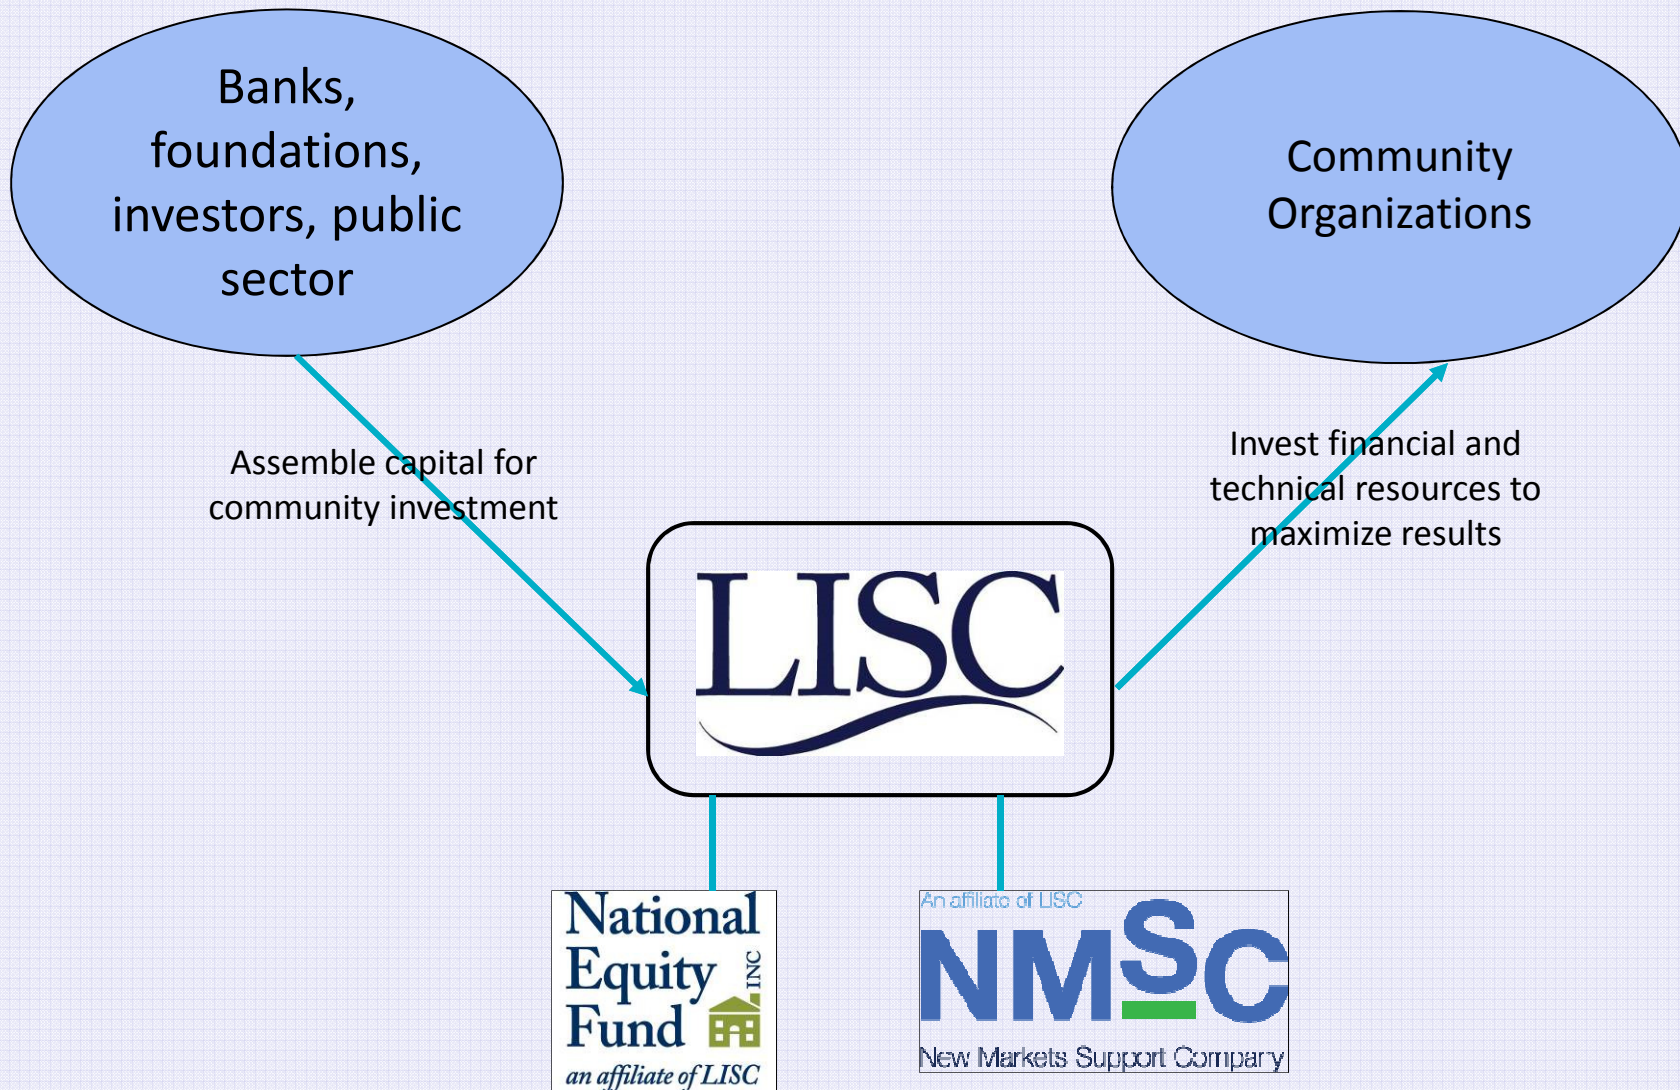 Banks,
foundations,
investors, public
sector
Community
Organizations
Assemble capital for
community investment
Invest financial and
technical resources to
maximize results
LISC
National
Equity
Fund
INC
an affiliate of LISC
An affiliate of LISC
NMSC
New Markets Support Company